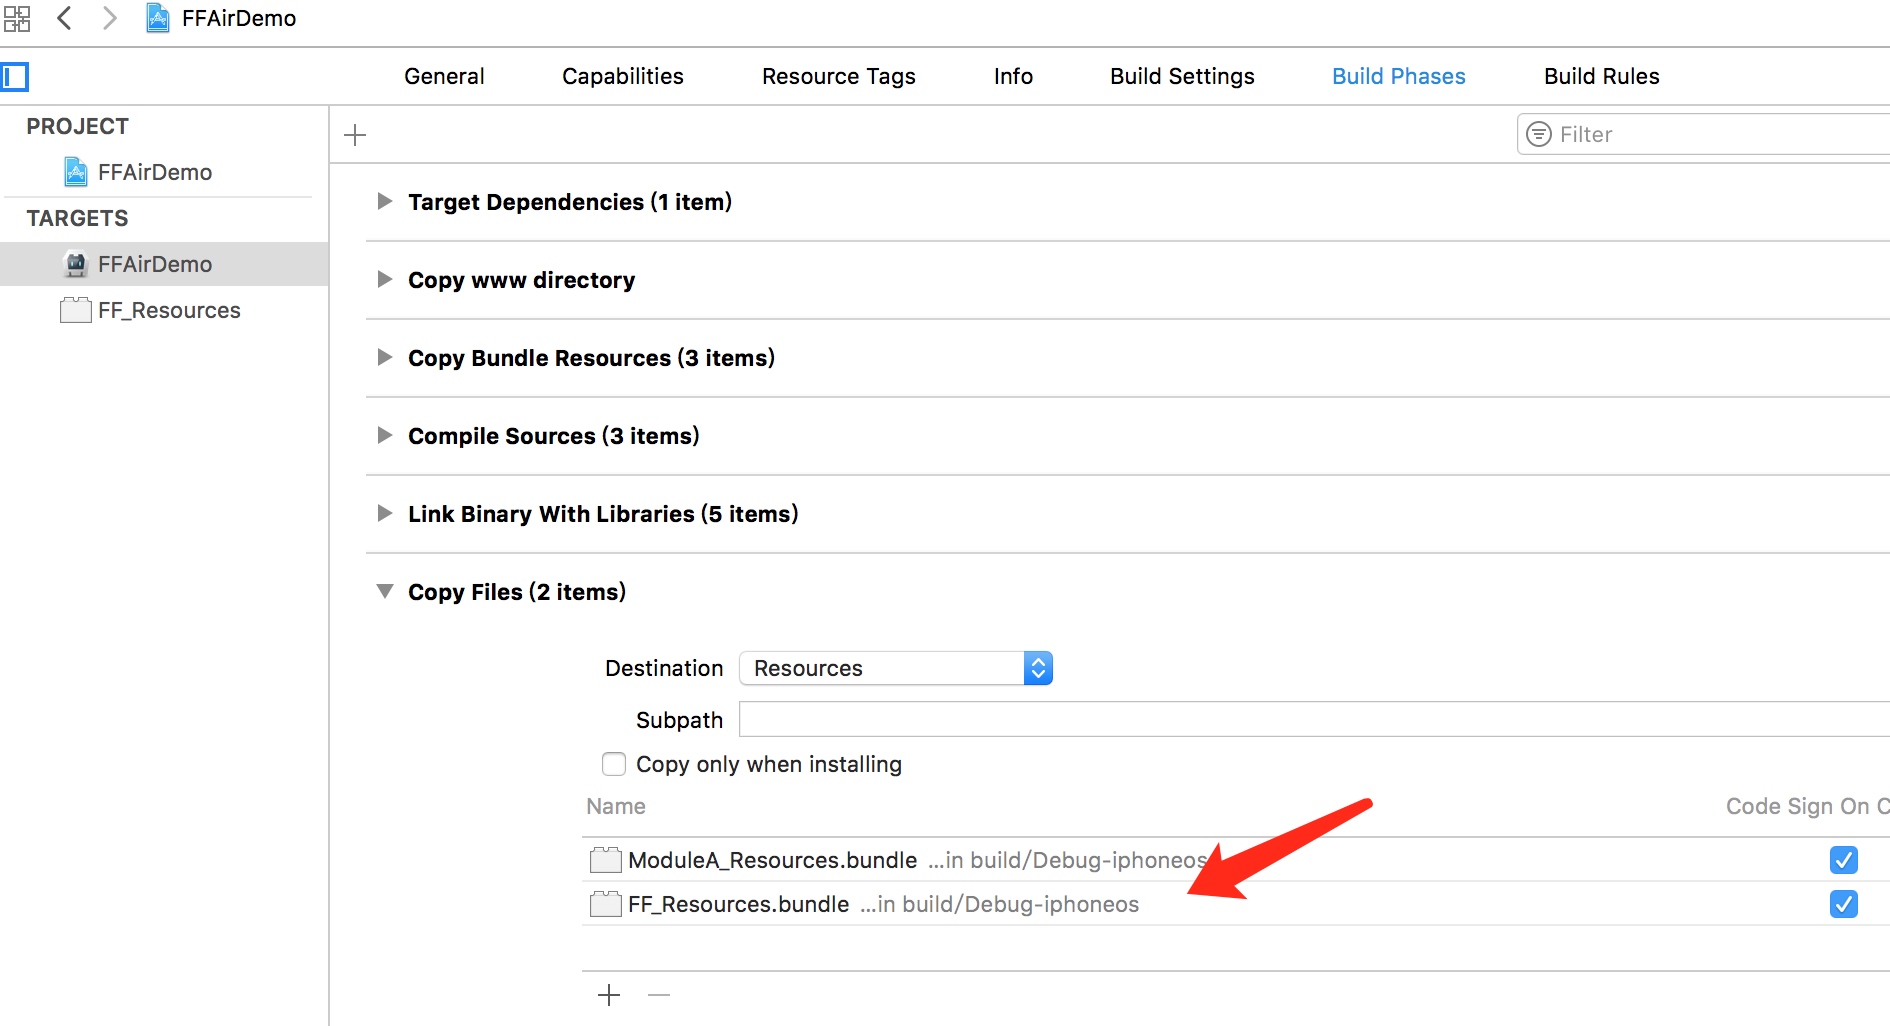 FFAirDemo
General Capabilities Resource Tags Info Build Settings Build Phases Build Rules
PROJECT
FFAirDemo
TARGETS
FFAirDemo
FF_Resources
Filter
Target Dependencies (1 item)
Copy www directory
Copy Bundle Resources (3 items)
Compile Sources (3 items)
Link Binary With Libraries (5 items)
Copy Files (2 items)
Destination Resources
Subpath
Copy only when installing
Name Code Sign On C
ModuleA_Resources.bundle ...in build/Debug-iphoneos
FF_Resources.bundle ...in build/Debug-iphoneos